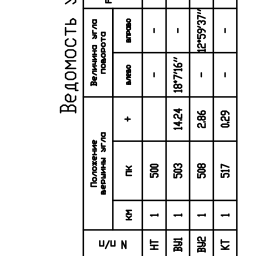 Ведомость
N п/п Положение вершины угла Величина угла поворота
КМ ПК + влево вправо
НТ 1 500 - -
ВУ1 1 503 14.24 18°7'16" -
ВУ2 1 508 2.86 - 12°59'37"
КТ 1 517 0.29 - -